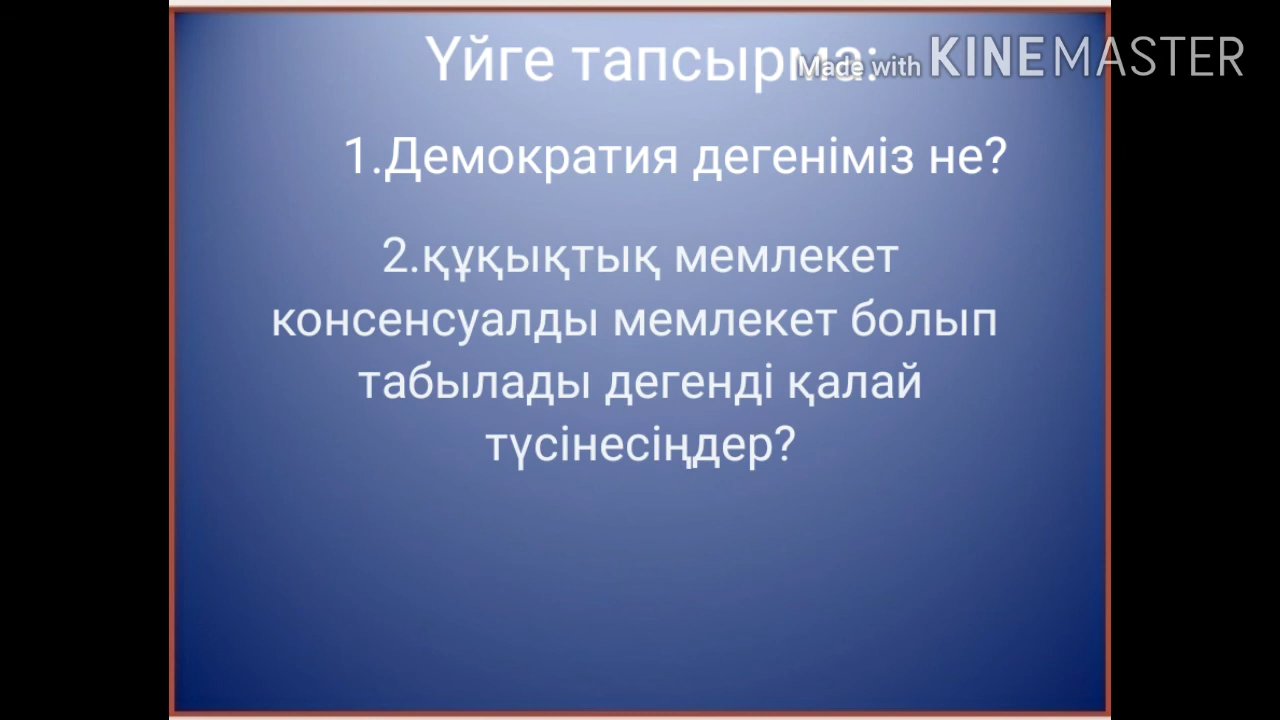 Үйге тапсырма:
Made with KINEMASTER
1.Демократия дегеніміз не?
2.құқықтық мемлекет
консенсуалды мемлекет болып
табылады дегенді қалай
түсінесіңдер?